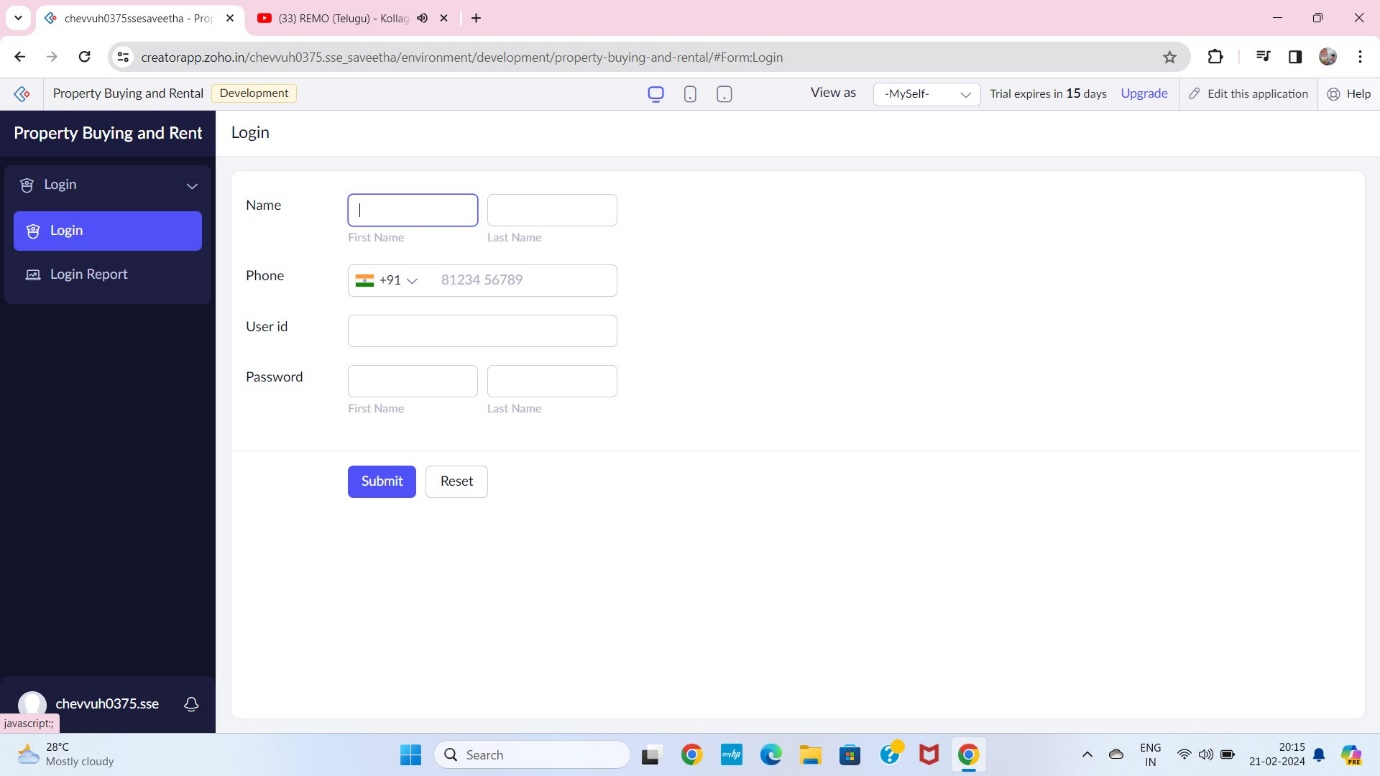 chevvuh0375ssesaveetha - Prop
(33) REMO (Telugu) - Kollag
creatorapp.zoho.in/chevvuh0375.sse_saveetha/environment/development/property-buying-and-rental/#Form:Login
Property Buying and Rental
Development
View as
-MySelf-
Trial expires in 15 days
Upgrade
Edit this application
Help
Property Buying and Rent
Login
Login
Login Report
chevvuh0375.sse
javascript:;
Login
Name
First Name
Last Name
Phone
+91
81234 56789
User id
Password
First Name
Last Name
Submit
Reset
28°C
Mostly cloudy
Search
myhp
ENG
IN
20:15
21-02-2024
PRE